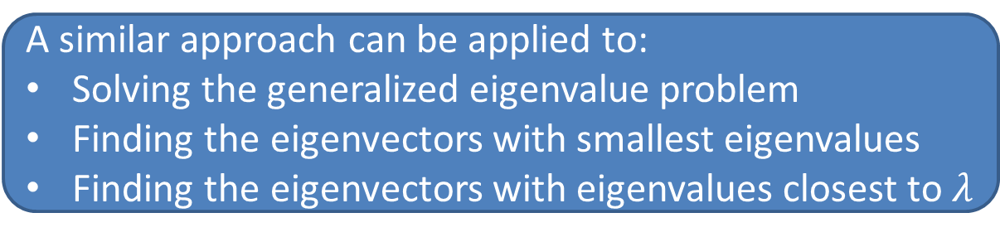 A similar approach can be applied to:
• Solving the generalized eigenvalue problem
• Finding the eigenvectors with smallest eigenvalues
• Finding the eigenvectors with eigenvalues closest to λ